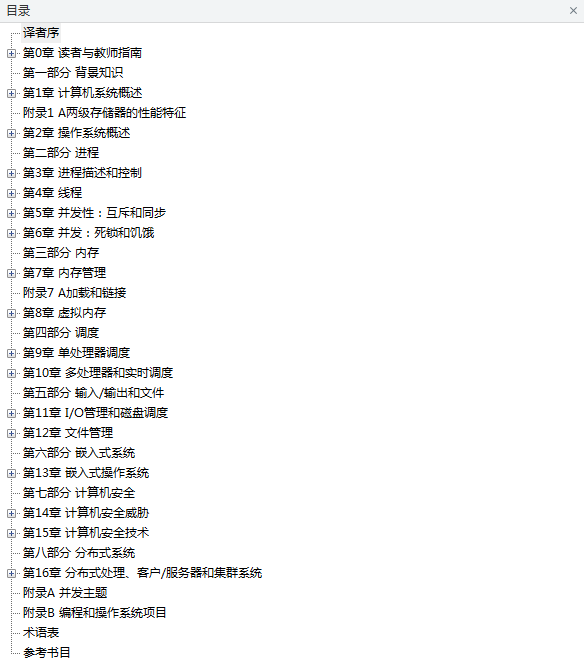 目录
译者序
第0章 读者与教师指南
第一部分 背景知识
第1章 计算机系统概述
附录1 A两级存储器的性能特征
第2章 操作系统概述
第二部分 进程
第3章 进程描述和控制
第4章 线程
第5章 并发性：互斥和同步
第6章 并发：死锁和饥饿
第三部分 内存
第7章 内存管理
附录7 A加载和链接
第8章 虚拟内存
第四部分 调度
第9章 单处理器调度
第10章 多处理器和实时调度
第五部分 输入/输出和文件
第11章 I/O管理和磁盘调度
第12章 文件管理
第六部分 嵌入式系统
第13章 嵌入式操作系统
第七部分 计算机安全
第14章 计算机安全威胁
第15章 计算机安全技术
第八部分 分布式系统
第16章 分布式处理、客户/服务器和集群系统
附录A 并发主题
附录B 编程和操作系统项目
术语表
参考书目